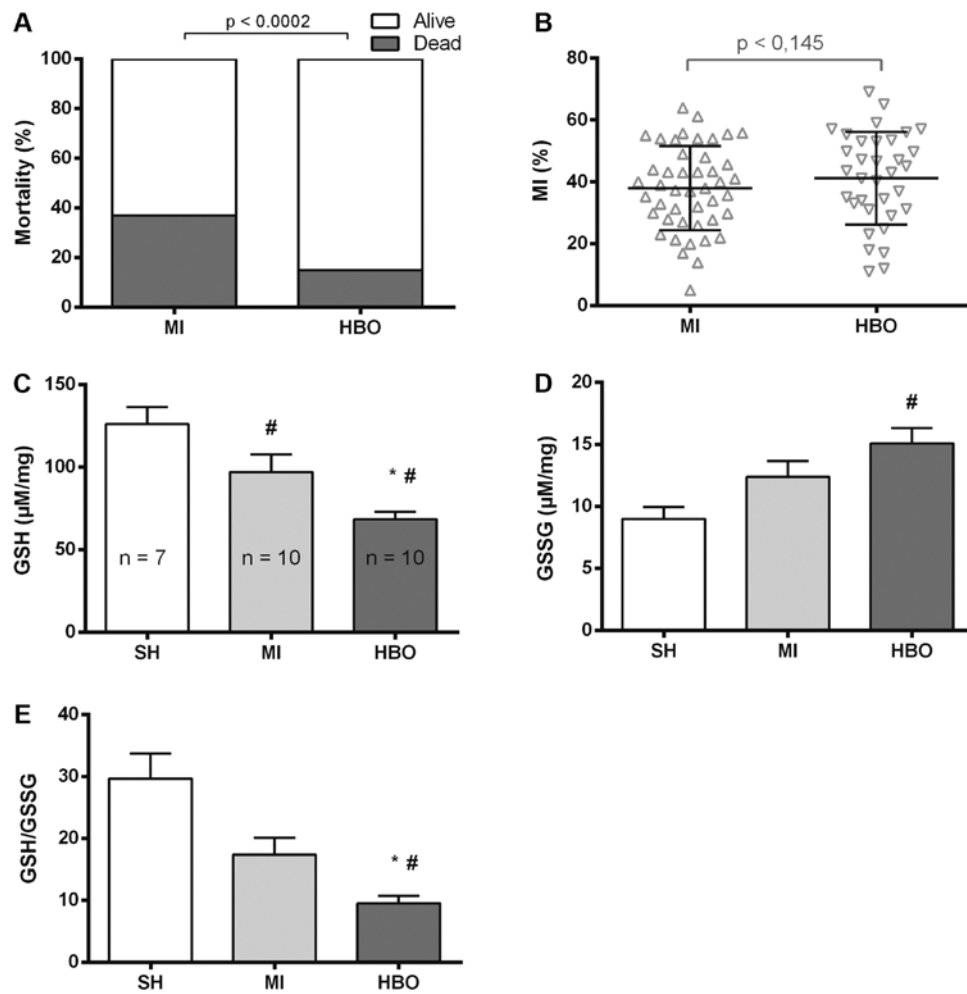 A
p < 0.0002
Alive
Dead
Mortality (%)
100
80
60
40
20
0
MI
HBO
B
p < 0,145
MI (%)
80
60
40
20
0
MI
HBO
C
GSH (µM/mg)
150
100
50
0
#
* #
n = 7
n = 10
n = 10
SH
MI
HBO
D
GSSG (µM/mg)
20
15
10
5
0
#
SH
MI
HBO
E
GSH/GSSG
40
30
20
10
0
* #
SH
MI
HBO